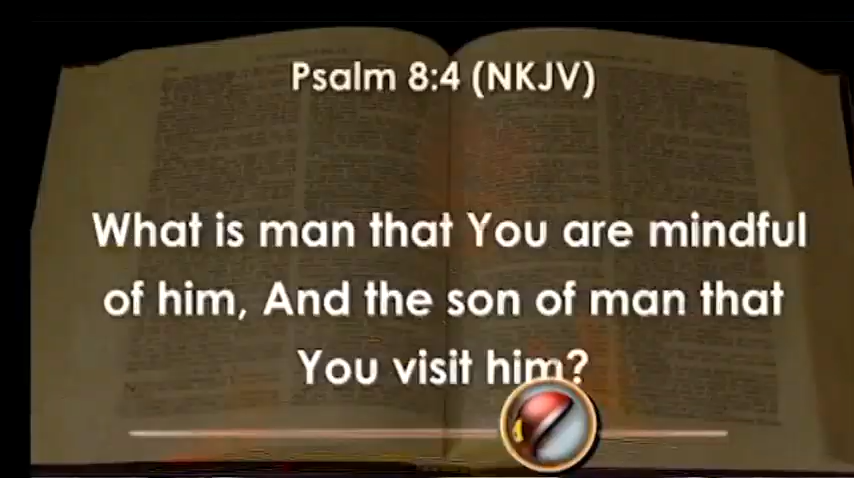 Psalm 8:4 (NKJV)
What is man that You are mindful
of him, And the son of man that
You visit him?